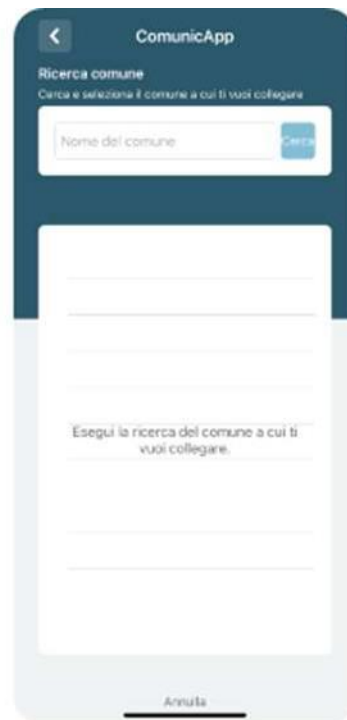 ComunicApp
Ricerca comune
Cerca e seleziona il comune a cui ti vuoi collegare
Nome del comune
Cerca
Esegui la ricerca del comune a cui ti
vuoi collegare.
Annulla